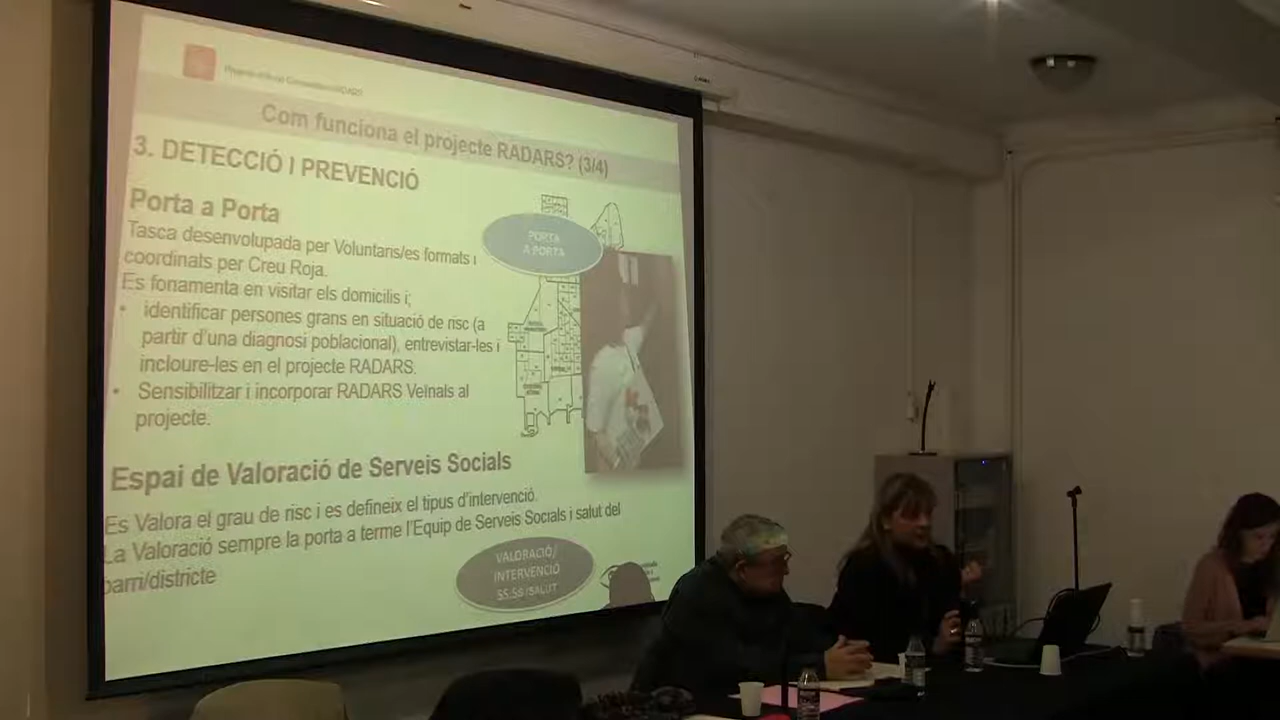 Com funciona el projecte RADARS? (3/4)
3. DETECCIÓ I PREVENCIÓ
Porta a Porta
Tasca desenvolupada per Voluntaris/es formats i
coordinats per Creu Roja.
Es fonamenta en visitar els domicilis i;
• identificar persones grans en situació de risc (a
partir d'una diagnosi poblacional), entrevistar-les i
incloure-les en el projecte RADARS.
• Sensibilitzar i incorporar RADARS Veïnals al
projecte.
PORTA
A PORTA
Espai de Valoració de Serveis Socials
Es Valora el grau de risc i es defineix el tipus d'intervenció.
La Valoració sempre la porta a terme l'Equip de Serveis Socials i salut del
barri/districte
VALORACIÓ/
INTERVENCIÓ
SS.SS /SALUT